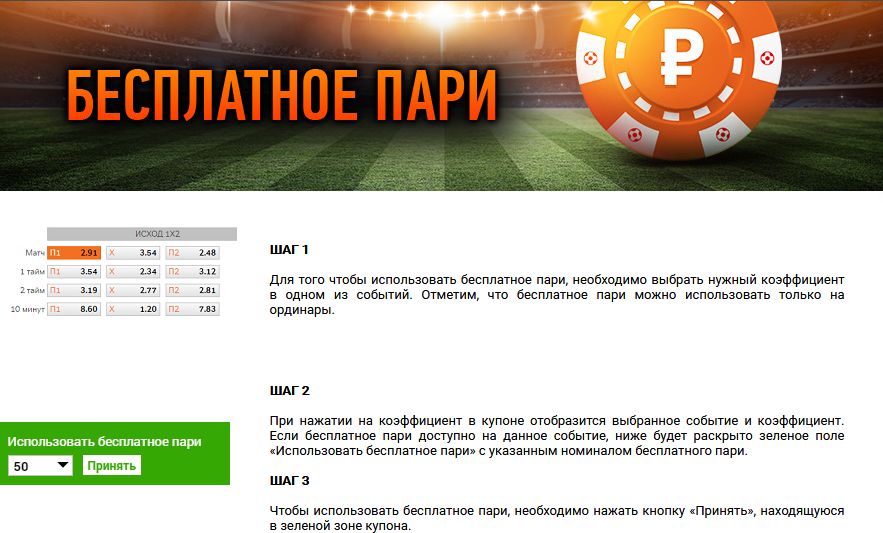 БЕСПЛАТНОЕ ПАРИ
₽
ИСХОД 1X2
Матч П1 2.91 X 3.54 П2 2.48
1 тайм П1 3.54 X 2.34 П2 3.12
2 тайм П1 3.19 X 2.77 П2 2.81
10 минут П1 8.60 X 1.20 П2 7.83
ШАГ 1
Для того чтобы использовать бесплатное пари, необходимо выбрать нужный коэффициент
в одном из событий. Отметим, что бесплатное пари можно использовать только на
ординары.
ШАГ 2
При нажатии на коэффициент в купоне отобразится выбранное событие и коэффициент.
Если бесплатное пари доступно на данное событие, ниже будет раскрыто зеленое поле
«Использовать бесплатное пари» с указанным номиналом бесплатного пари.
Использовать бесплатное пари
50 Принять
ШАГ 3
Чтобы использовать бесплатное пари, необходимо нажать кнопку «Принять», находящуюся
в зеленой зоне купона.